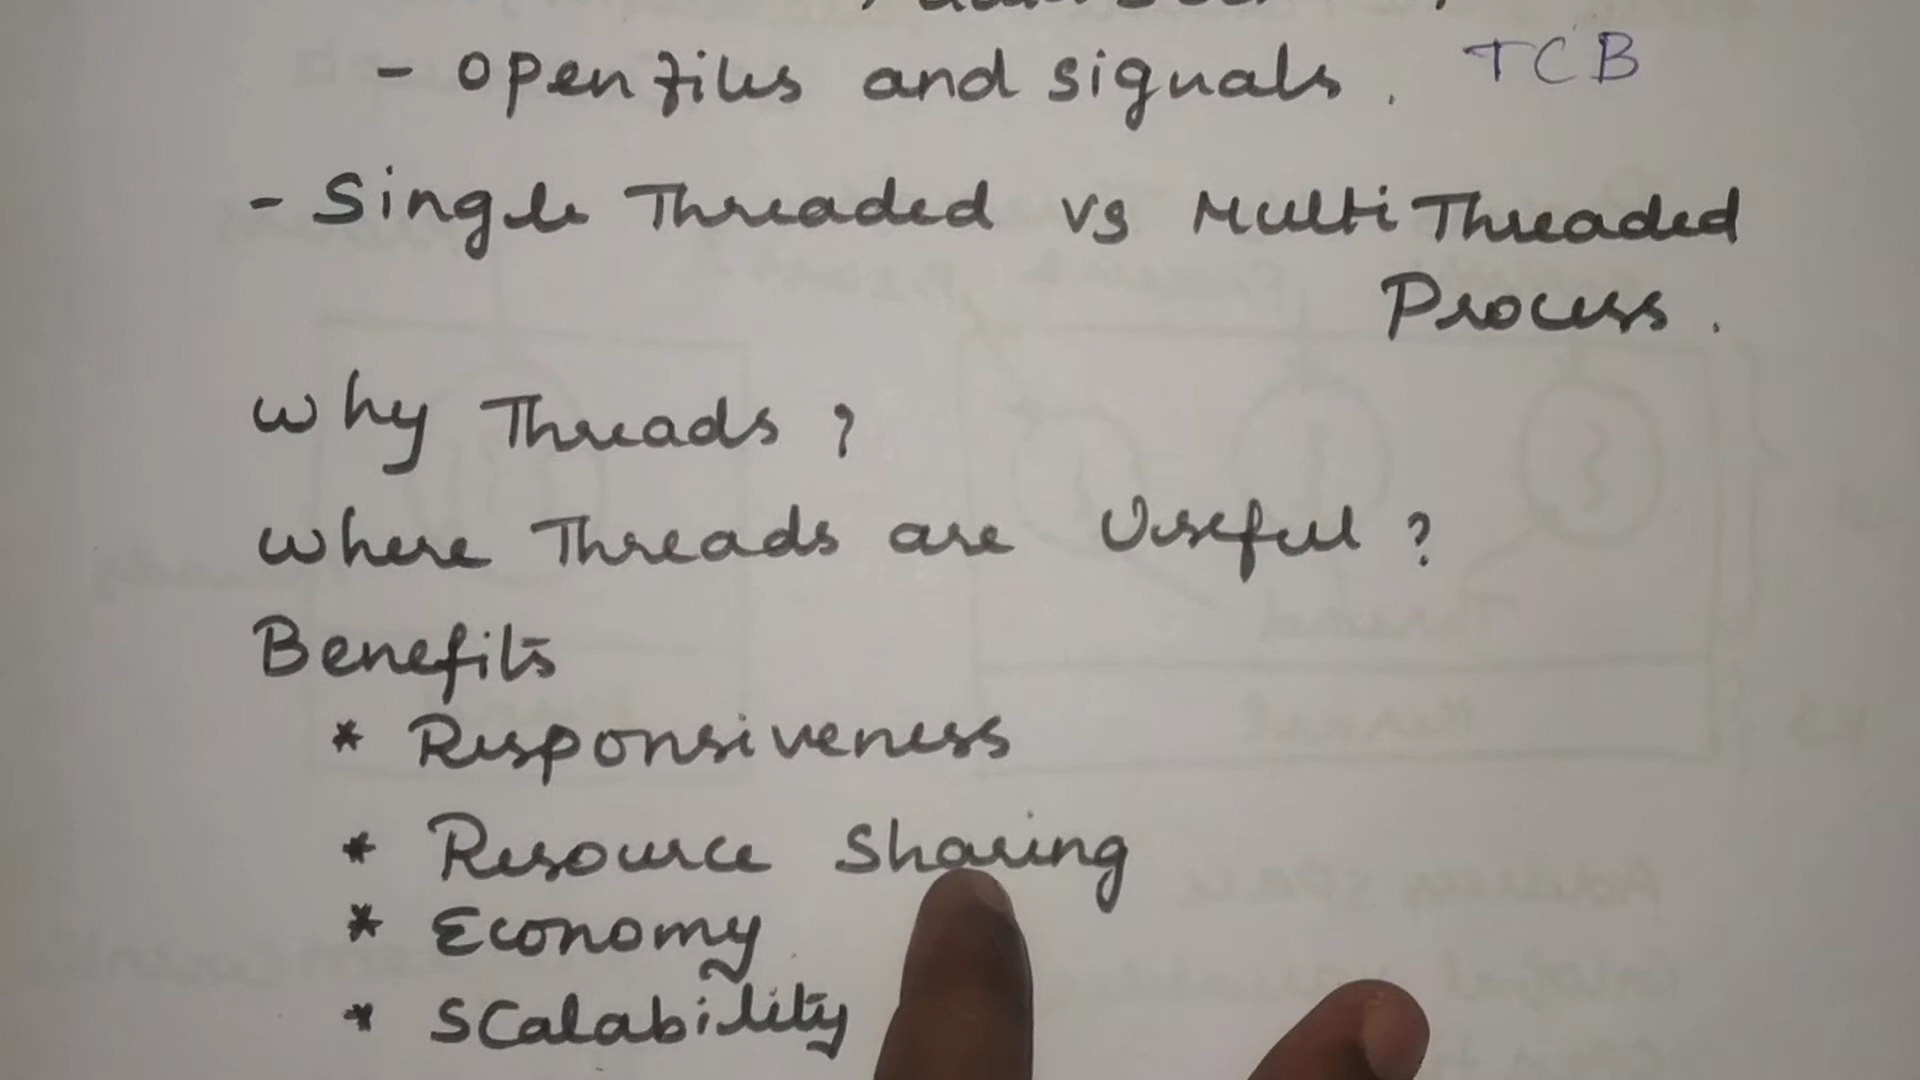 - open files and signals. TCB
- Single Threaded vs Multi Threaded
Process.
Why Threads?
Where Threads are Useful?
Benefits
* Responsiveness
* Resource Sharing
* Economy
* Scalability